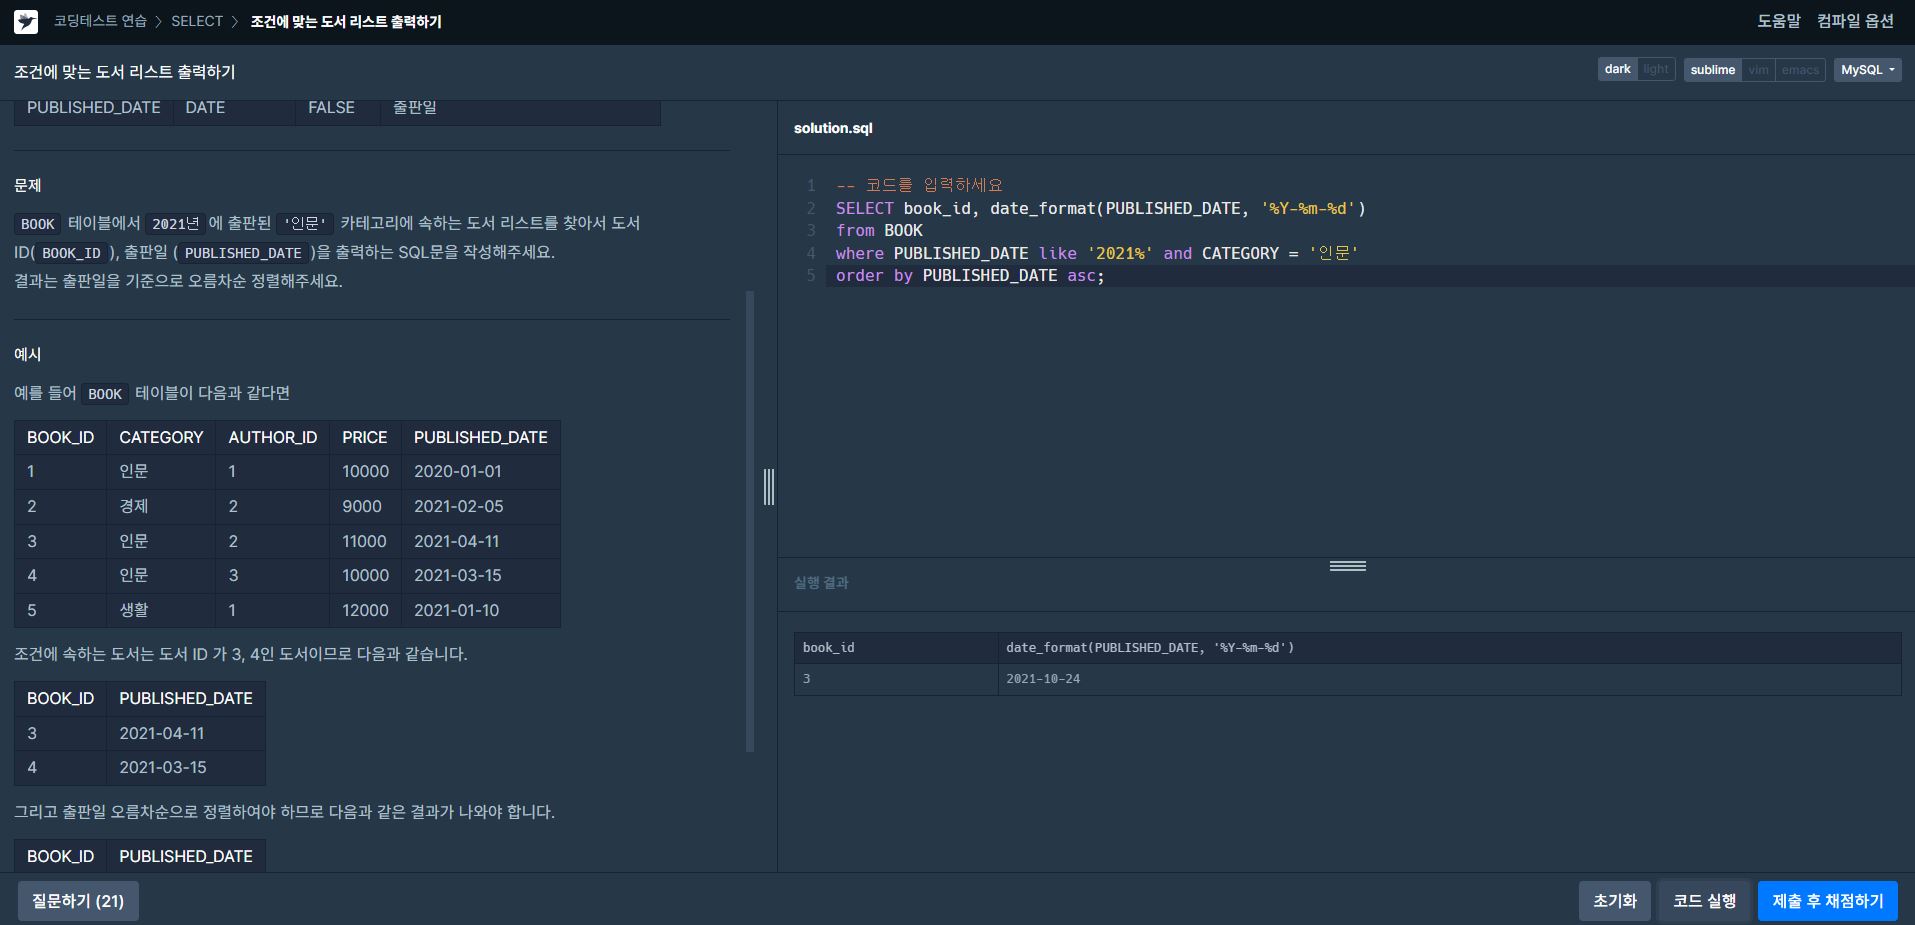 코딩테스트 연습 > SELECT > 조건에 맞는 도서 리스트 출력하기
도움말 컴파일 옵션
조건에 맞는 도서 리스트 출력하기
dark light sublime vim emacs MySQL
PUBLISHED_DATE DATE FALSE 출판일
문제
BOOK 테이블에서 2021년 에 출판된 '인문' 카테고리에 속하는 도서 리스트를 찾아서 도서
ID( BOOK_ID ), 출판일 ( PUBLISHED_DATE )을 출력하는 SQL문을 작성해주세요.
결과는 출판일을 기준으로 오름차순 정렬해주세요.
예시
예를 들어 BOOK 테이블이 다음과 같다면
BOOK_ID CATEGORY AUTHOR_ID PRICE PUBLISHED_DATE
1 인문 1 10000 2020-01-01
2 경제 2 9000 2021-02-05
3 인문 2 11000 2021-04-11
4 인문 3 10000 2021-03-15
5 생활 1 12000 2021-01-10
조건에 속하는 도서는 도서 ID 가 3, 4인 도서이므로 다음과 같습니다.
BOOK_ID PUBLISHED_DATE
3 2021-04-11
4 2021-03-15
그리고 출판일 오름차순으로 정렬하여야 하므로 다음과 같은 결과가 나와야 합니다.
BOOK_ID PUBLISHED_DATE
solution.sql
1 -- 코드를 입력하세요
2 SELECT book_id, date_format(PUBLISHED_DATE, '%Y-%m-%d')
3 from BOOK
4 where PUBLISHED_DATE like '2021%' and CATEGORY = '인문'
5 order by PUBLISHED_DATE asc;
실행 결과
book_id date_format(PUBLISHED_DATE, '%Y-%m-%d')
3 2021-10-24
질문하기 (21)
초기화 코드 실행 제출 후 채점하기